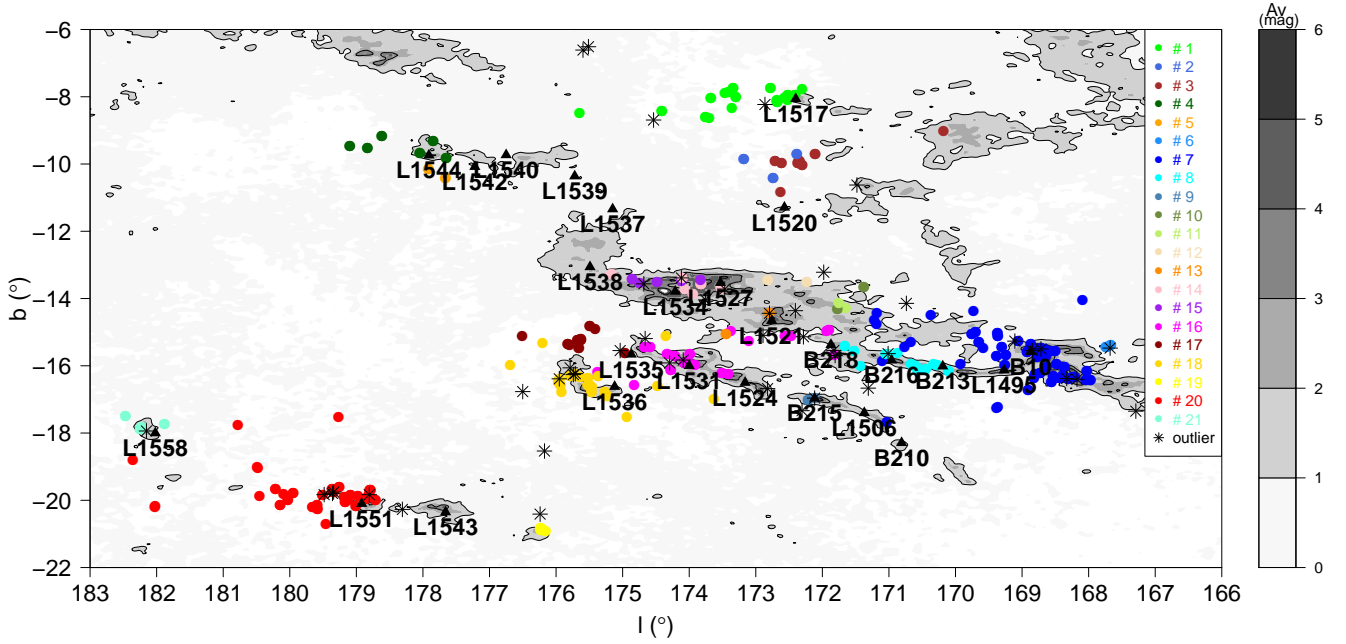 Av
(mag)
−6
−8
−10
−12
−14
−16
−18
−20
−22
b (°)
183
182
181
180
179
178
177
176
175
174
173
172
171
170
169
168
167
166
l (°)
L1517
L1544
L1542
L1540
L1539
L1537
L1520
L1538
L1534
L1527
L1521
B218
B216
B213
L1495
B10
L1535
L1531
L1536
L1524
B215
L1506
B210
L1558
L1551
L1543
# 1
# 2
# 3
# 4
# 5
# 6
# 7
# 8
# 9
# 10
# 11
# 12
# 13
# 14
# 15
# 16
# 17
# 18
# 19
# 20
# 21
outlier
6
5
4
3
2
1
0